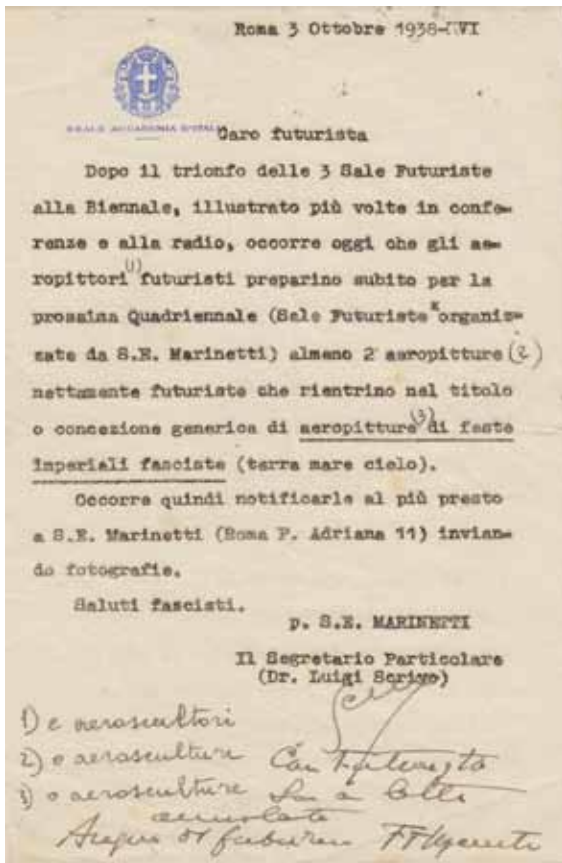 Roma 3 Ottobre 1938-XVI
REALE ACCADEMIA D'ITALIA
Caro futurista
Dopo il trionfo delle 3 Sale Futuriste
alla Biennale, illustrato più volte in confe=
renze e alla radio, occorre oggi che gli ae=
ropittori (1) futuristi preparino subito per la
prossima Quadriennale (Sale Futuriste organiz=
zate da S.E. Marinetti) almeno 2 aeropitture (2)
nettamente futuriste che rientrino nel titolo
o concezione generica di aeropitture (3) di feste
imperiali fasciste (terra mare cielo).
Occorre quindi notificarle al più presto
a S.E. Marinetti (Roma P. Adriana 11) invian=
do fotografie.
Saluti fascisti.
p. S.E. MARINETTI
Il Segretario Particolare
(Dr. Luigi Scrivo)
1) e aeroscultori
2) o aerosculture
3) o aerosculture